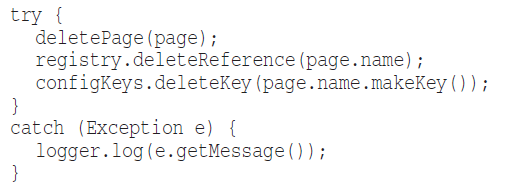 try {
  deletePage(page);
  registry.deleteReference(page.name);
  configKeys.deleteKey(page.name.makeKey());
}
catch (Exception e) {
  logger.log(e.getMessage());
}